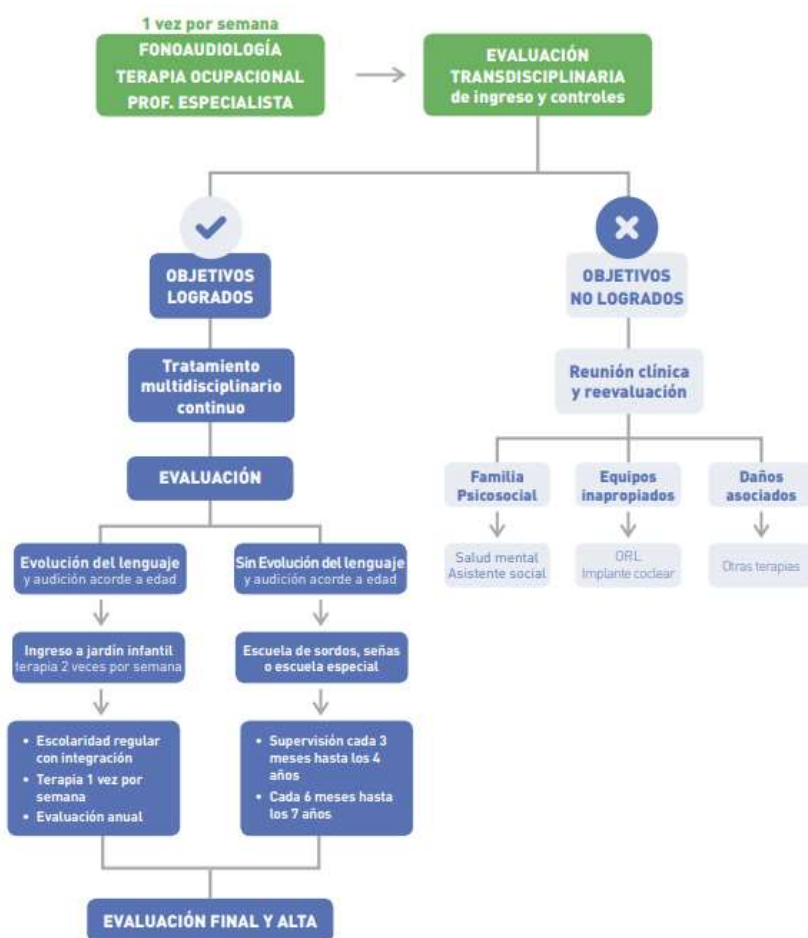 1 vez por semana
FONOAUDIOLOGÍA
TERAPIA OCUPACIONAL
PROF. ESPECIALISTA
EVALUACIÓN
TRANSDISCIPLINARIA
de ingreso y controles
OBJETIVOS
LOGRADOS
Tratamiento
multidisciplinario
continuo
EVALUACIÓN
Evolución del lenguaje
y audición acorde a edad
Ingreso a jardín infantil
terapia 2 veces por semana
• Escolaridad regular
con integración
• Terapia 1 vez por
semana
• Evaluación anual
Sin Evolución del lenguaje
y audición acorde a edad
Escuela de sordos, señas
o escuela especial
• Supervisión cada 3
meses hasta los 4
años
• Cada 6 meses hasta
los 7 años
EVALUACIÓN FINAL Y ALTA
OBJETIVOS
NO LOGRADOS
Reunión clínica
y reevaluación
Familia
Psicosocial
Salud mental
Asistente social
Equipos
inapropiados
ORL
Implante coclear
Daños
asociados
Otras terapias